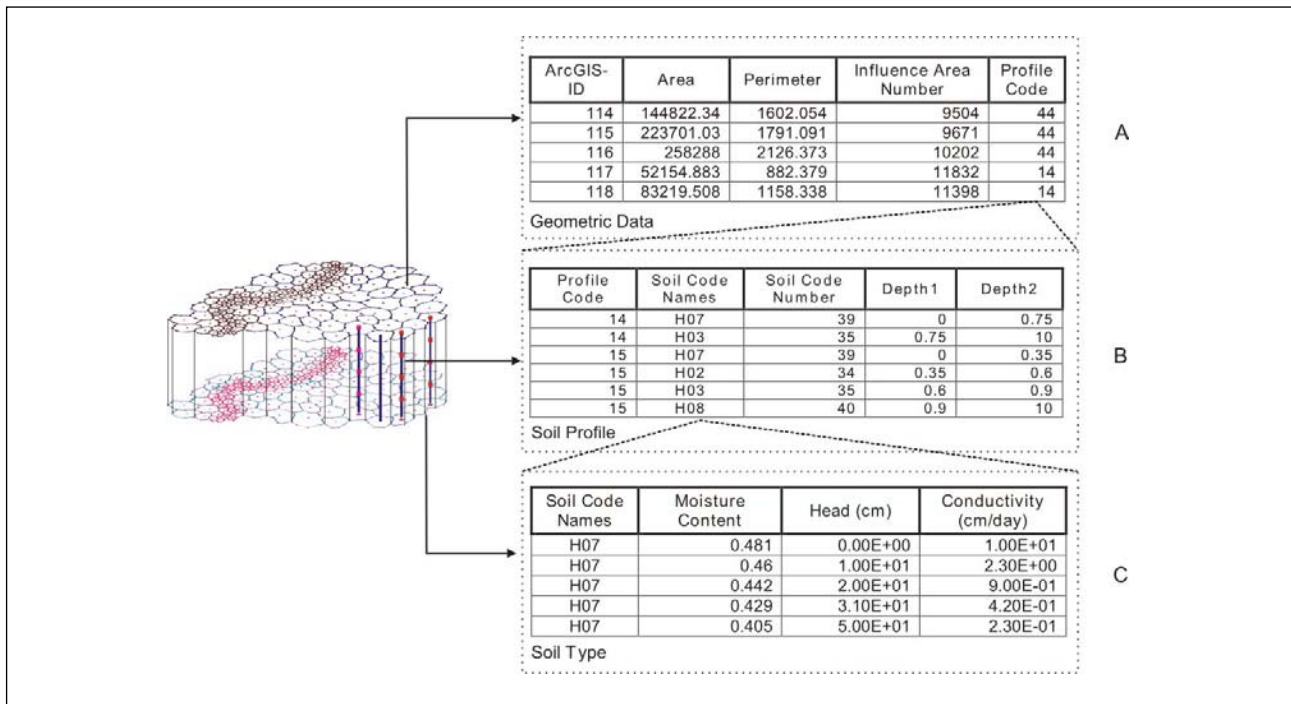 ArcGIS-ID Area Perimeter Influence Area Number Profile Code
114 144822.34 1602.054 9504 44
115 223701.03 1791.091 9671 44
116 258288 2126.373 10202 44
117 52154.883 882.379 11832 14
118 83219.508 1158.338 11398 14
Geometric Data
A
Profile Code Soil Code Names Soil Code Number Depth1 Depth2
14 H07 39 0 0.75
14 H03 35 0.75 10
15 H07 39 0 0.35
15 H02 34 0.35 0.6
15 H03 35 0.6 0.9
15 H08 40 0.9 10
Soil Profile
B
Soil Code Names Moisture Content Head (cm) Conductivity (cm/day)
H07 0.481 0.00E+00 1.00E+01
H07 0.46 1.00E+01 2.30E+00
H07 0.442 2.00E+01 9.00E-01
H07 0.429 3.10E+01 4.20E-01
H07 0.405 5.00E+01 2.30E-01
Soil Type
C